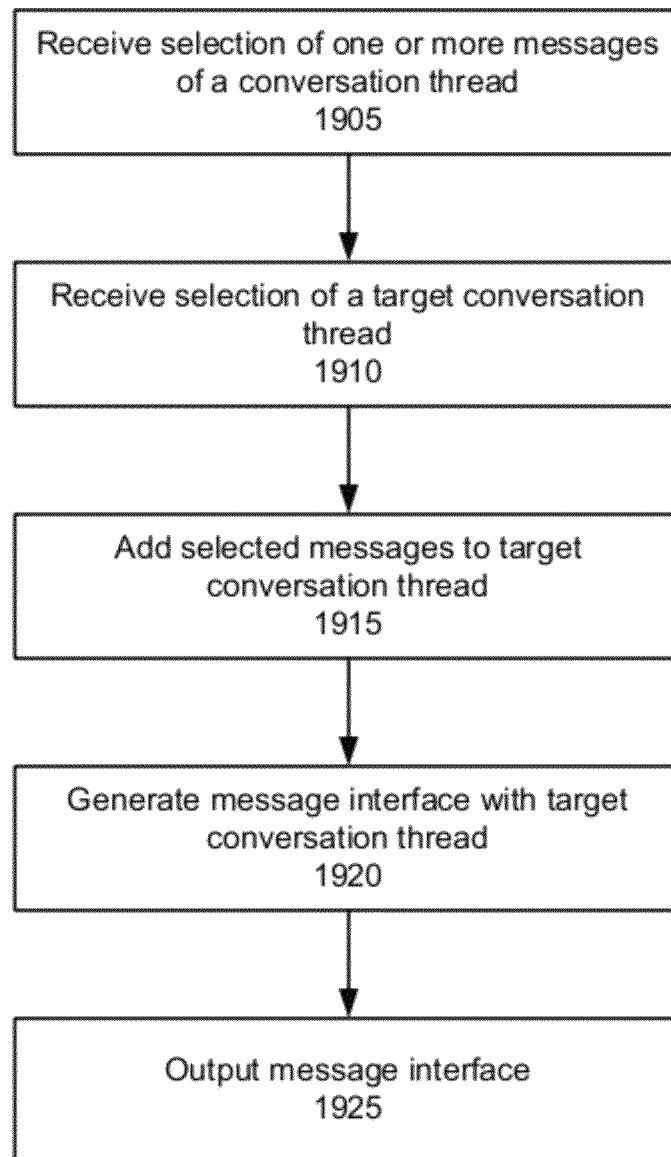 Receive selection of one or more messages
of a conversation thread
1905
Receive selection of a target conversation
thread
1910
Add selected messages to target
conversation thread
1915
Generate message interface with target
conversation thread
1920
Output message interface
1925